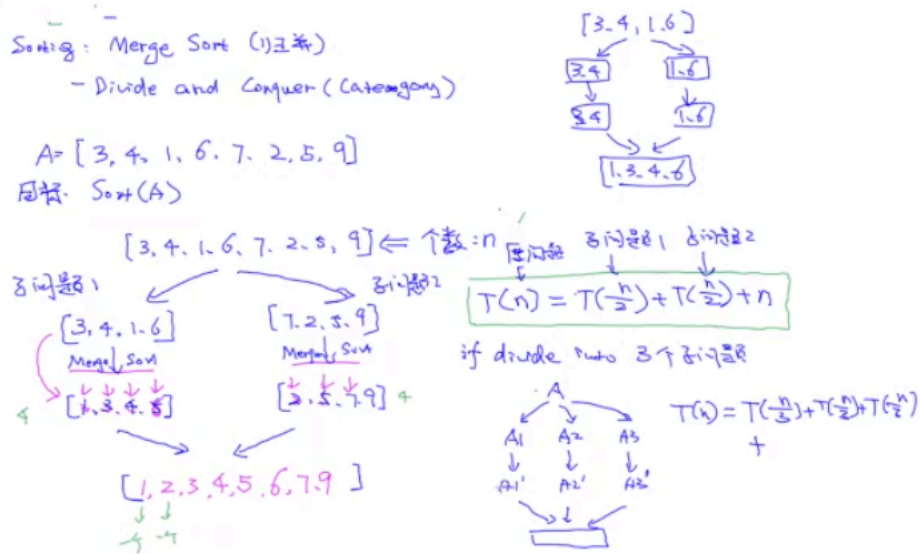 Sorting: Merge Sort (归并)
- Divide and Conquer (Category)
A= [3, 4, 1, 6, 7, 2, 5, 9]
目标: Sort(A)
[3, 4, 1, 6, 7, 2, 5, 9] ⇐ 个数:n
子问题1
子问题2
[3, 4, 1, 6]
[7, 2, 5, 9]
Merge Sort
Merge Sort
4
[1, 3, 4,
[2, 5, 7, 9] 4
[1, 2, 3, 4, 5, 6, 7, 9 ]
[3, 4, 1, 6]
3, 4
1, 6
3, 4
1, 6
1, 3, 4, 6
原问题 子问题1 子问题2
T(n) = T(n/2) + T(n/2) + n
if divide into 3个子问题
A
A1 A2 A3
A1' A2' A3'
T(n) = T(n/3) + T(n/3) + T(n/3)
+